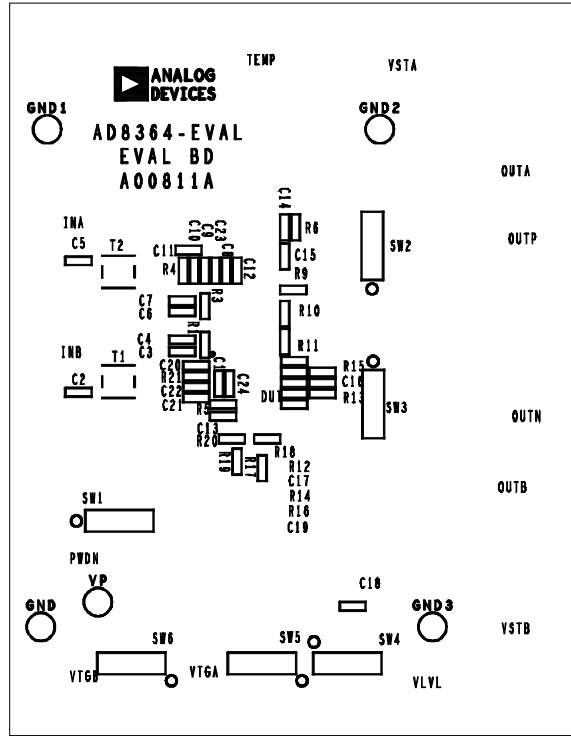 TEMP
VSTA
ANALOG
DEVICES
GND1
GND2
AD8364-EVAL
EVAL BD
A00811A
OUTA
INA
C14
C5
T2
C10
C9
C23
R6
SW2
OUTP
C11
C8
C15
R4
C12
R9
C7
C6
R3
R10
C4
C3
R11
INB
T1
C20
R15
R21
C16
C2
C22
C24
DUT
R13
SW3
C21
R5
OUTN
C13
R20
R18
R19
R17
R12
C17
OUTB
R14
SW1
R16
C19
PWDN
VP
C18
GND
GND3
VSTB
SW6
SW5
SW4
VTGB
VTGA
VLVL